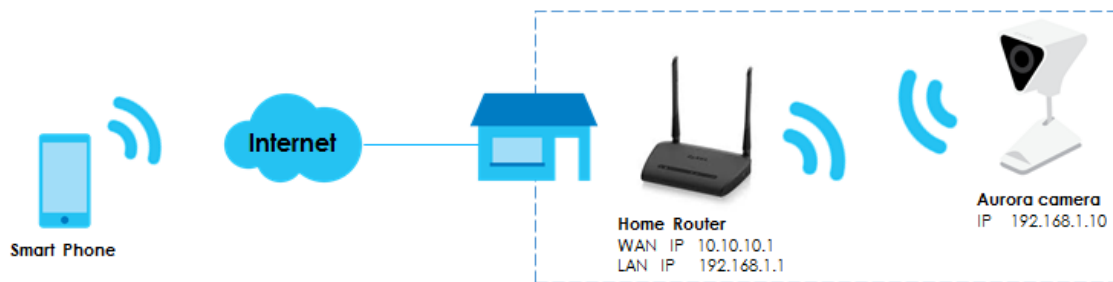 Internet
Smart Phone
Home Router
WAN IP 10.10.10.1
LAN IP 192.168.1.1
Aurora camera
IP 192.168.1.10